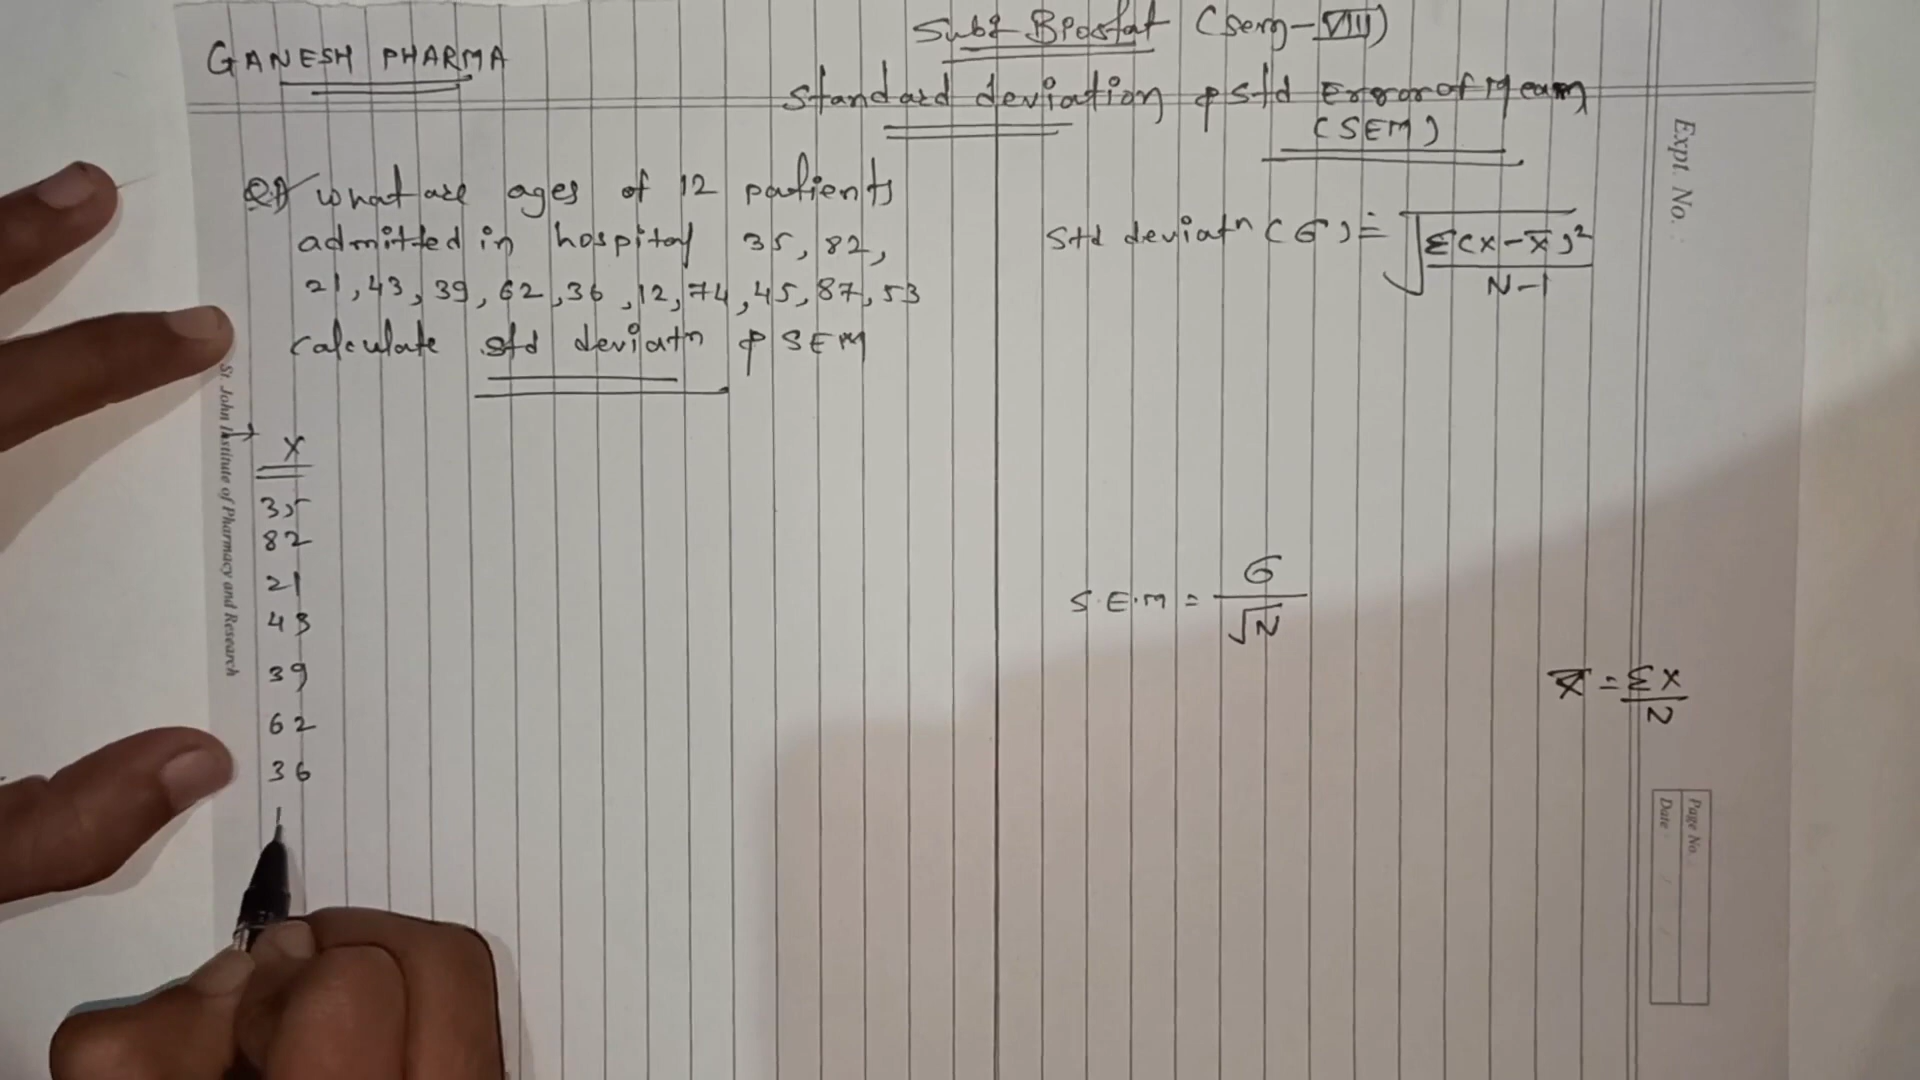 GANESH PHARMA
Sub:- Biostat (Sem-VIII)
Standard deviation & Std Error of Mean
(SEM)
Q.1) What are ages of 12 patients
admitted in hospital 35, 82,
21, 43, 39, 62, 36, 12, 74, 45, 87, 53
Calculate std deviatn & SEM
Std deviatn (σ) = √Σ(x-x̄)²
N-1
X
35
82
21
43
39
62
36
1
S.E.M = σ
√N
x̄ = Σx
N
Expt. No. :
Page No.
Date : / /
St. John Institute of Pharmacy and Research